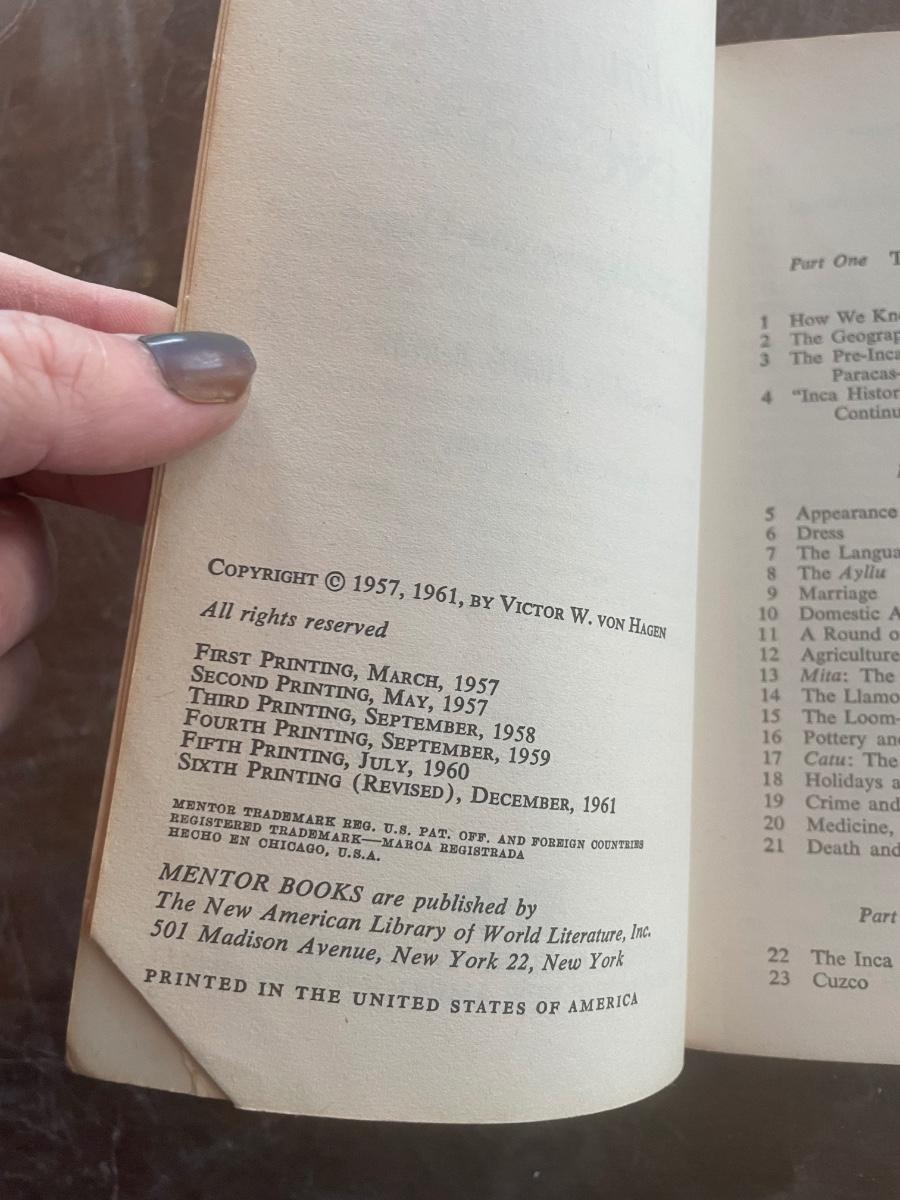 COPYRIGHT © 1957, 1961, BY VICTOR W. VON HAGEN
All rights reserved
FIRST PRINTING, MARCH, 1957
SECOND PRINTING, MAY, 1957
THIRD PRINTING, SEPTEMBER, 1958
FOURTH PRINTING, SEPTEMBER, 1959
FIFTH PRINTING, JULY, 1960
SIXTH PRINTING (REVISED), DECEMBER, 1961
MENTOR TRADEMARK REG. U.S. PAT. OFF. AND FOREIGN COUNTRIES
REGISTERED TRADEMARK—MARCA REGISTRADA
HECHO EN CHICAGO, U.S.A.
MENTOR BOOKS are published by
The New American Library of World Literature, Inc.
501 Madison Avenue, New York 22, New York
PRINTED IN THE UNITED STATES OF AMERICA
Part One
1 How We
2 The
3 The Pre-Inca
Paracas-
4 "Inca
5 Appearance
6 Dress
7 The
8 The Ayllu
9 Marriage
10 Domestic
11 A Round
12 Agriculture
13 Mita: The
14 The
15 The Loom-
16 Pottery
17 Catu: The
18 Holidays
19 Crime and
20 Medicine,
21 Death and
Part
22 The Inca
23 Cuzco